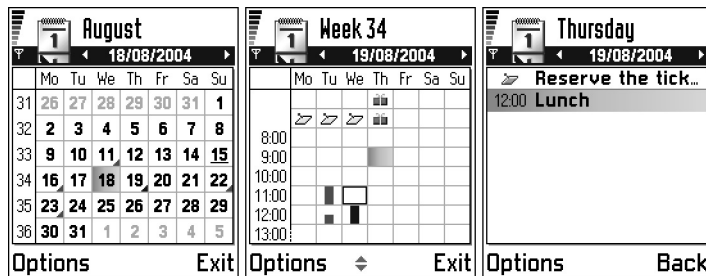 August
18/08/2004
Mo Tu We Th Fr Sa Su
31 26 27 28 29 30 31 1
32 2 3 4 5 6 7 8
33 9 10 11 12 13 14 15
34 16 17 18 19 20 21 22
35 23 24 25 26 27 28 29
36 30 31 1 2 3 4 5
Options Exit
1
Week 34
19/08/2004
Mo Tu We Th Fr Sa Su
8:00
9:00
10:00
11:00
12:00
13:00
Options Exit
1
Thursday
19/08/2004
Reserve the tick...
12:00 Lunch
Options Back
1